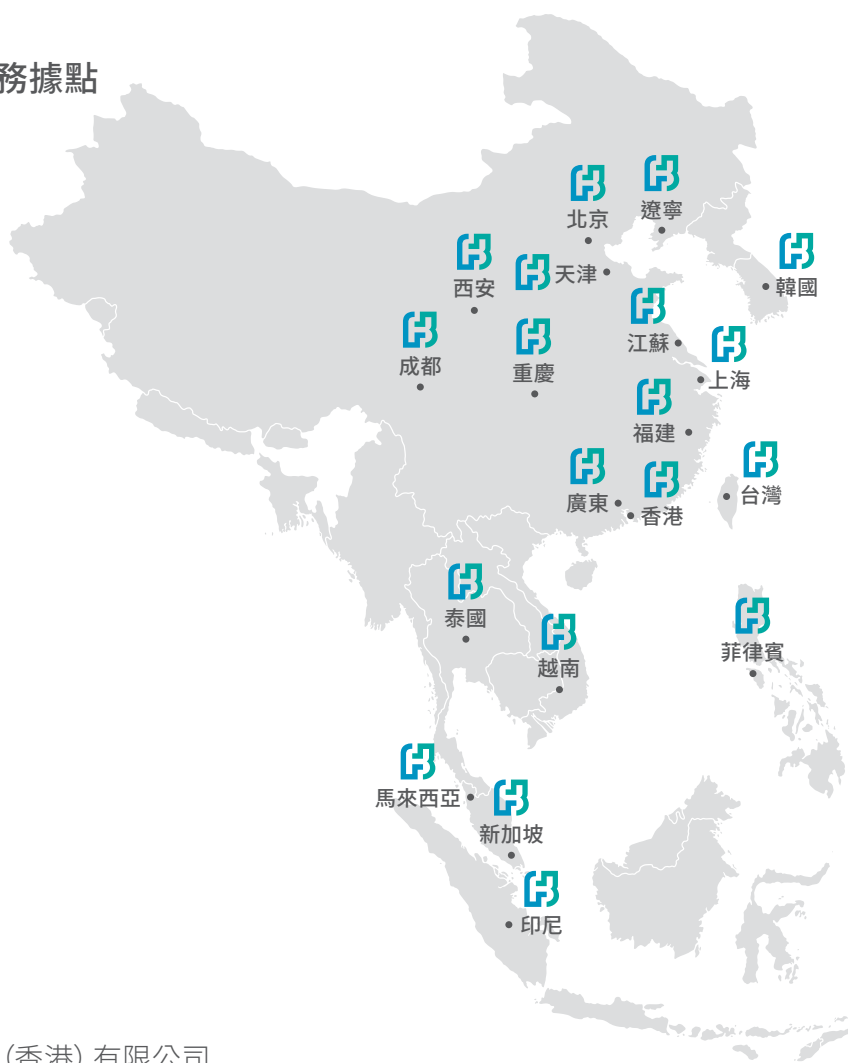 務據點
遼寧
北京
天津
韓國
西安
江蘇
成都
重慶
上海
福建
台灣
廣東
香港
泰國
菲律賓
越南
馬來西亞
新加坡
印尼
(香港) 有限公司